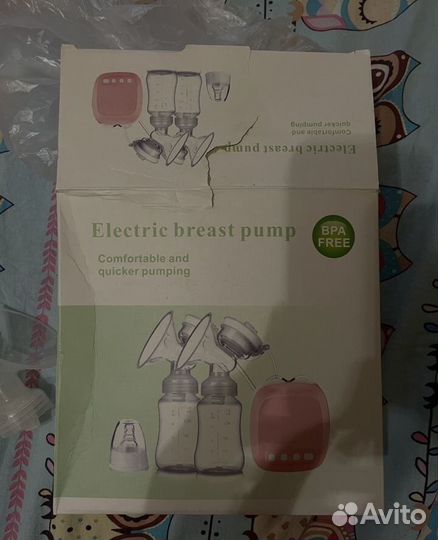 Comfortable and
quicker pumping
Electric breast pump
Electric breast pump
BPA
FREE
Comfortable and
quicker pumping
Avito